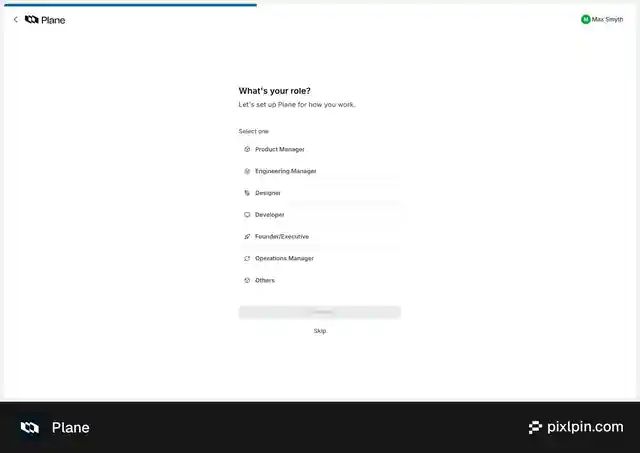 Plane
M Max Smyth
What's your role?
Let's set up Plane for how you work.
Select one
Product Manager
Engineering Manager
Designer
Developer
Founder/Executive
Operations Manager
Others
Skip
Plane
pixlpin.com